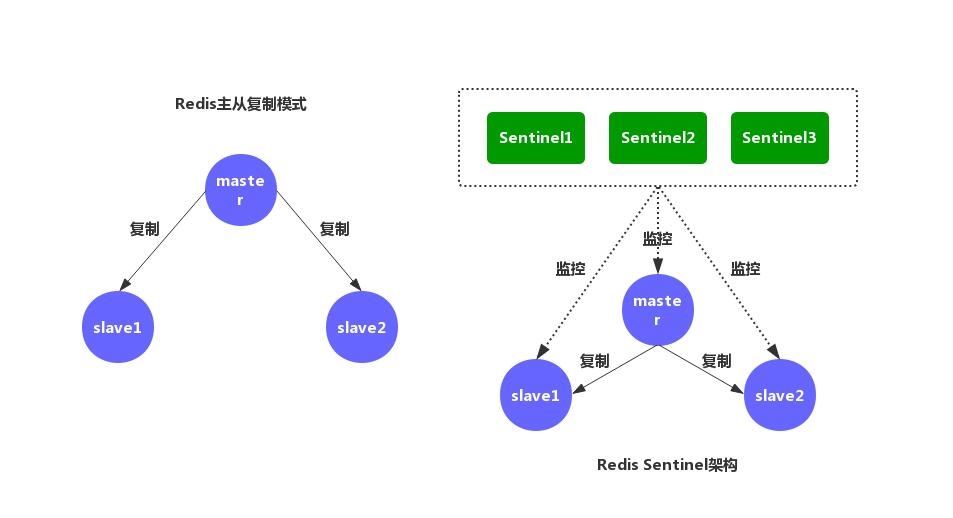 Redis主从复制模式
maste
r
复制
复制
slave1
slave2
Sentinel1
Sentinel2
Sentinel3
监控
监控
监控
maste
r
复制
复制
slave1
slave2
Redis Sentinel架构